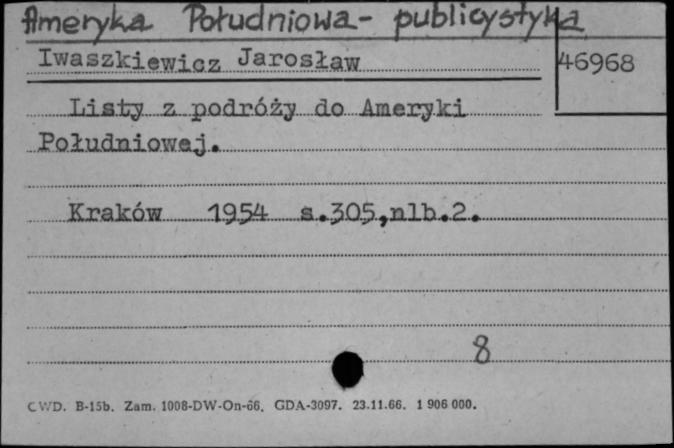 Ameryka Południowa - publicystyka
Iwaszkiewicz Jarosław
46968
Listy z podróży do Ameryki
Południowej.
Kraków 1954 s.305,nlb.2.
8
CWD. B-15b. Zam. 1008-DW-On-66. GDA-3097. 23.11.66. 1 906 000.